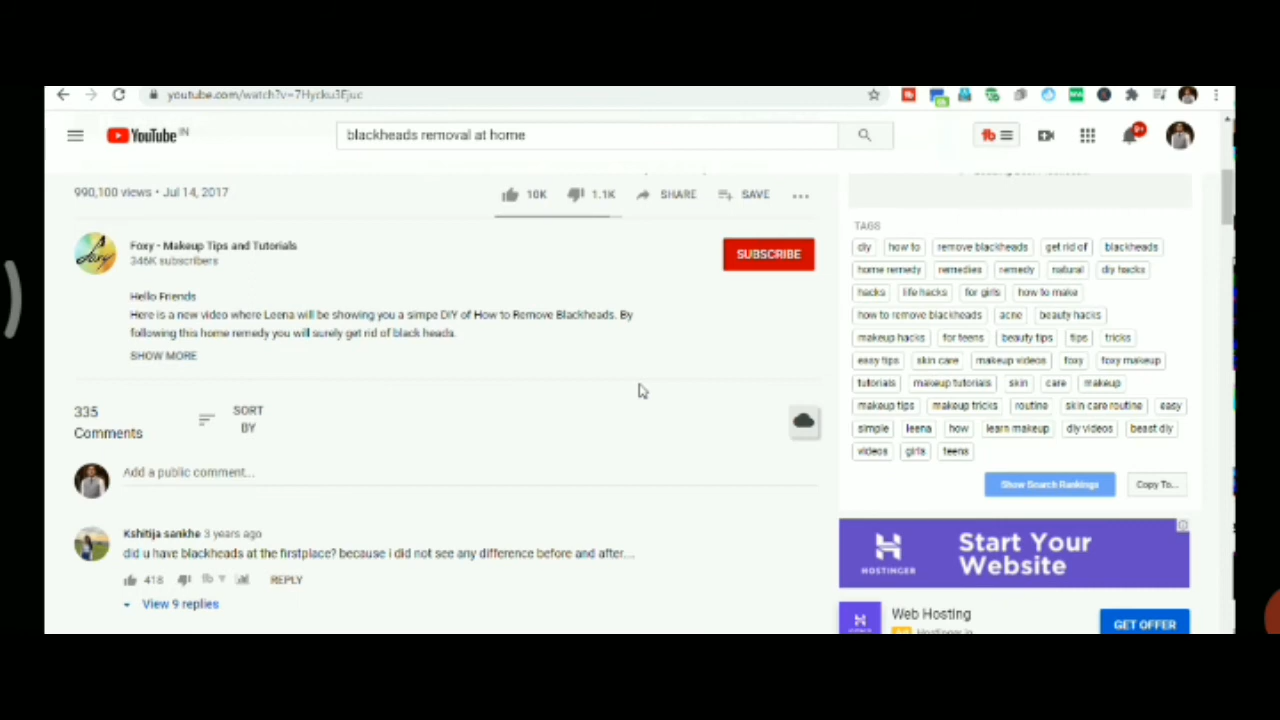 youtube.com/watch?v=7Hycku3Ejuc
YouTube IN
blackheads removal at home
9+
990,100 views • Jul 14, 2017
10K 1.1K SHARE SAVE ...
Foxy - Makeup Tips and Tutorials
346K subscribers
SUBSCRIBE
Hello Friends
Here is a new video where Leena will be showing you a simpe DIY of How to Remove Blackheads. By
following this home remedy you will surely get rid of black heads.
SHOW MORE
335
Comments
SORT
BY
Add a public comment...
Kshitija sankhe 3 years ago
did u have blackheads at the firstplace? because i did not see any difference before and after....
418 REPLY
View 9 replies
TAGS
diy how to remove blackheads get rid of blackheads
home remedy remedies remedy natural diy hacks
hacks life hacks for girls how to make
how to remove blackheads acne beauty hacks
makeup hacks for teens beauty tips tips tricks
easy tips skin care makeup videos foxy foxy makeup
tutorials makeup tutorials skin care makeup
makeup tips makeup tricks routine skin care routine easy
simple leena how learn makeup diy videos beast diy
videos girls teens
Show Search Rankings Copy To...
HOSTINGER
Start Your
Website
Web Hosting
Ad Hostinger.in
GET OFFER